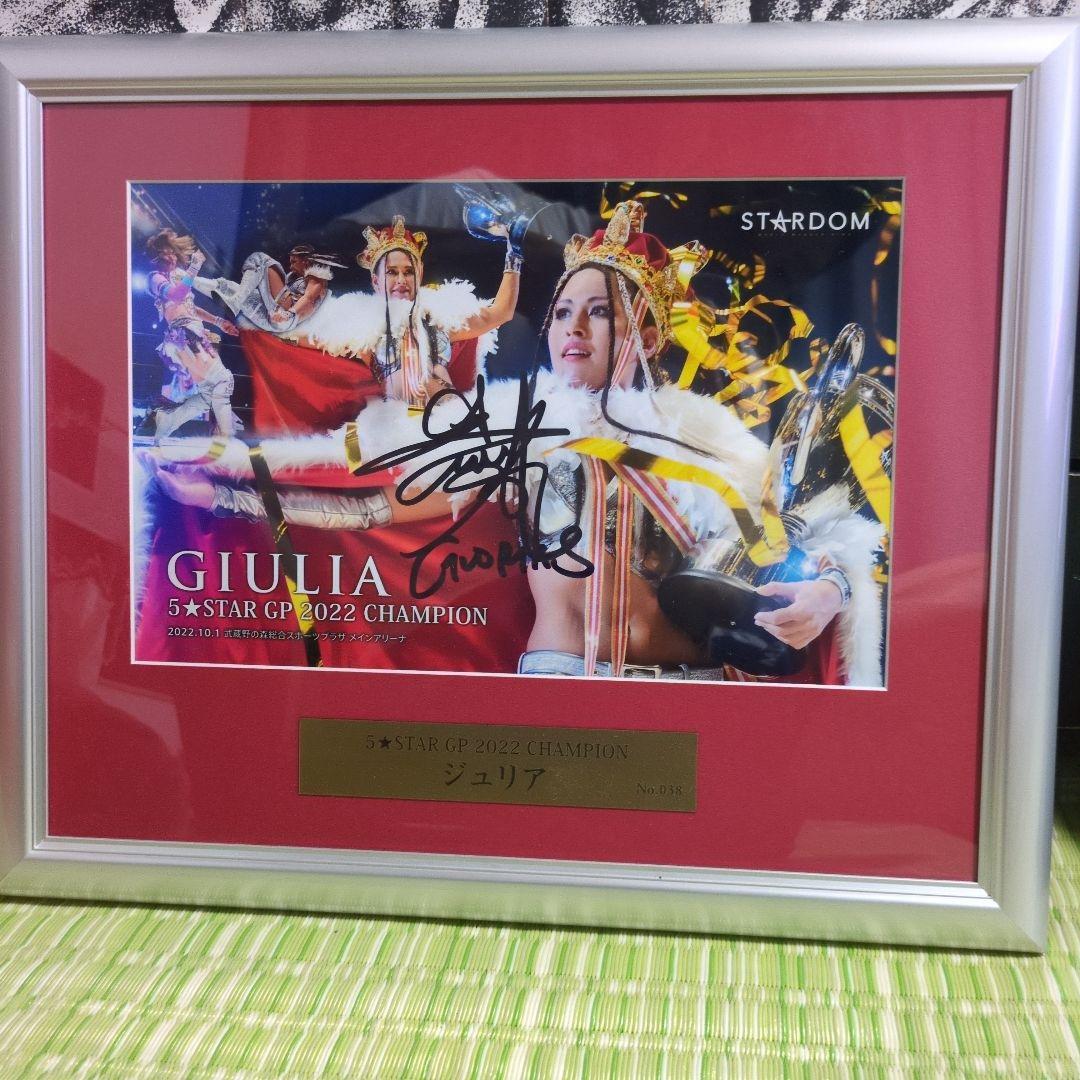 STARDOM
GIULIA
5★STAR GP 2022 CHAMPION
2022.10.1 武蔵野の森総合スポーツプラザ メインアリーナ
5★STAR GP 2022 CHAMPION
ジュリア
No.038